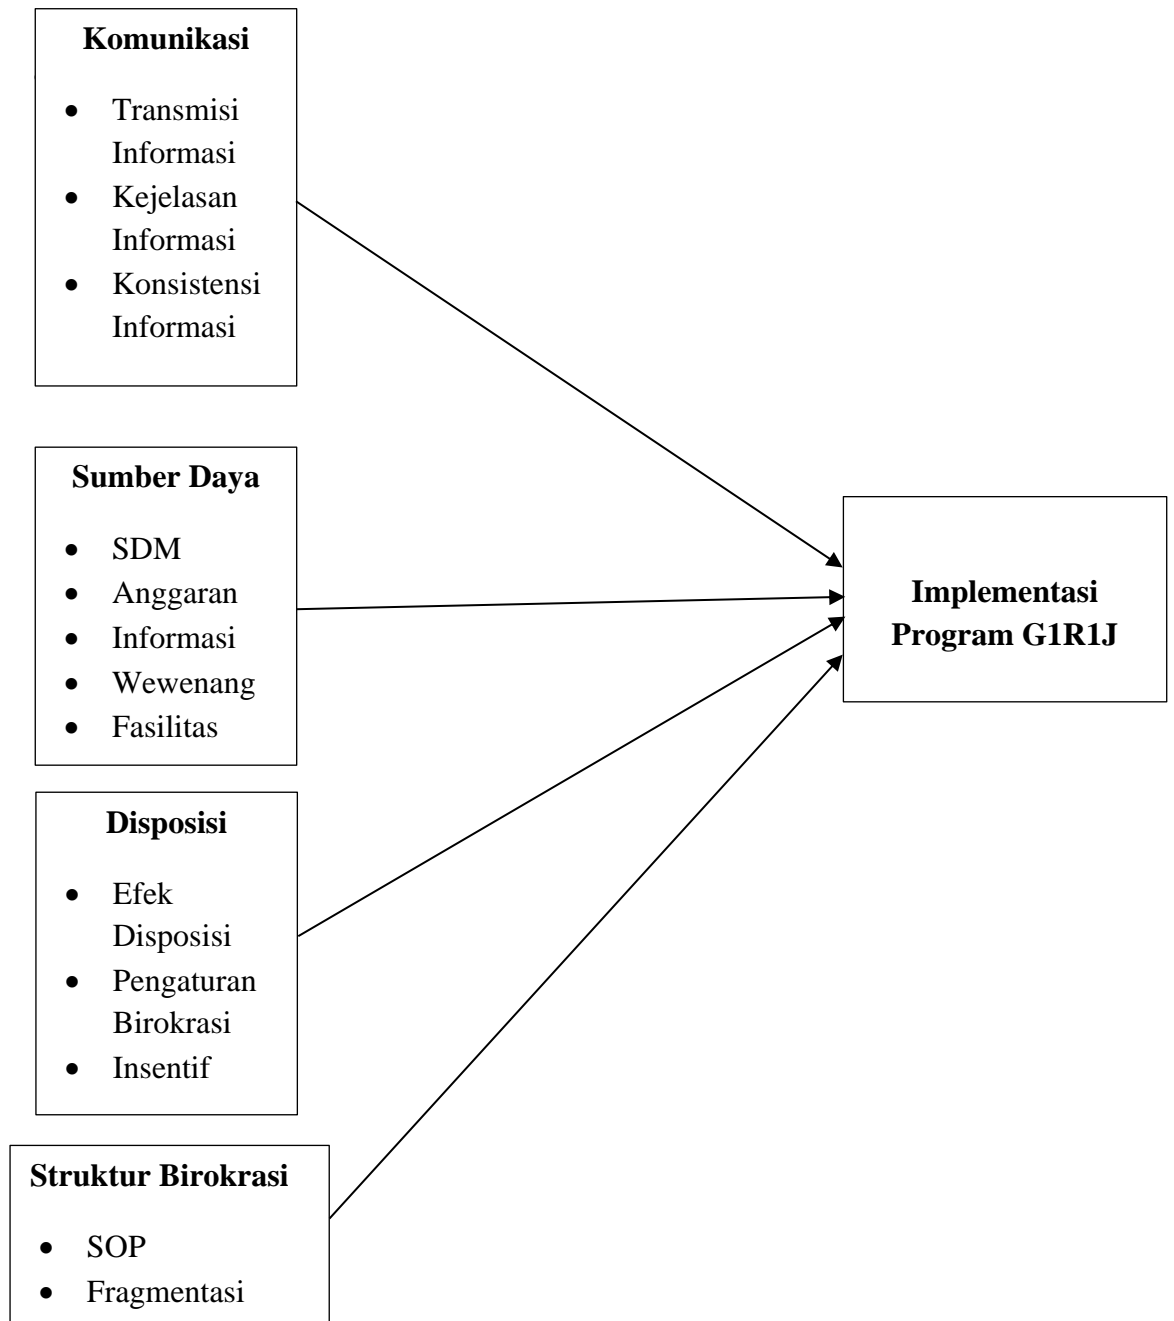 Komunikasi
• Transmisi
Informasi
• Kejelasan
Informasi
• Konsistensi
Informasi
Sumber Daya
• SDM
• Anggaran
• Informasi
• Wewenang
• Fasilitas
Disposisi
• Efek
Disposisi
• Pengaturan
Birokrasi
• Insentif
Struktur Birokrasi
• SOP
• Fragmentasi
Implementasi
Program G1R1J